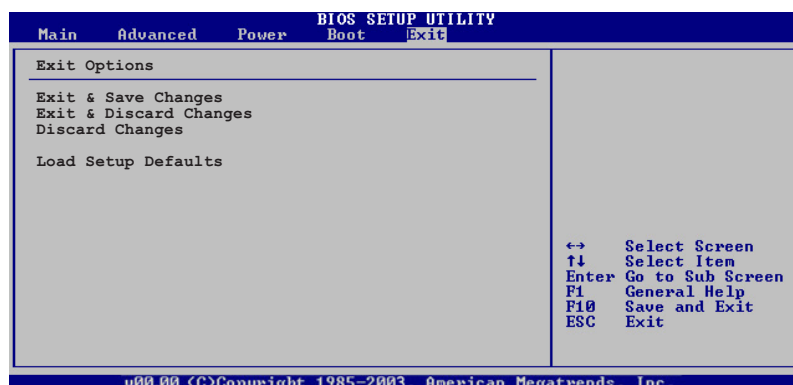 BIOS SETUP UTILITY
Main Advanced Power Boot Exit
Exit Options
Exit & Save Changes
Exit & Discard Changes
Discard Changes
Load Setup Defaults
←→ Select Screen
↑↓ Select Item
Enter Go to Sub Screen
F1 General Help
F10 Save and Exit
ESC Exit
v00.00 (C)Copyright 1985-2003, American Megatrends, Inc.